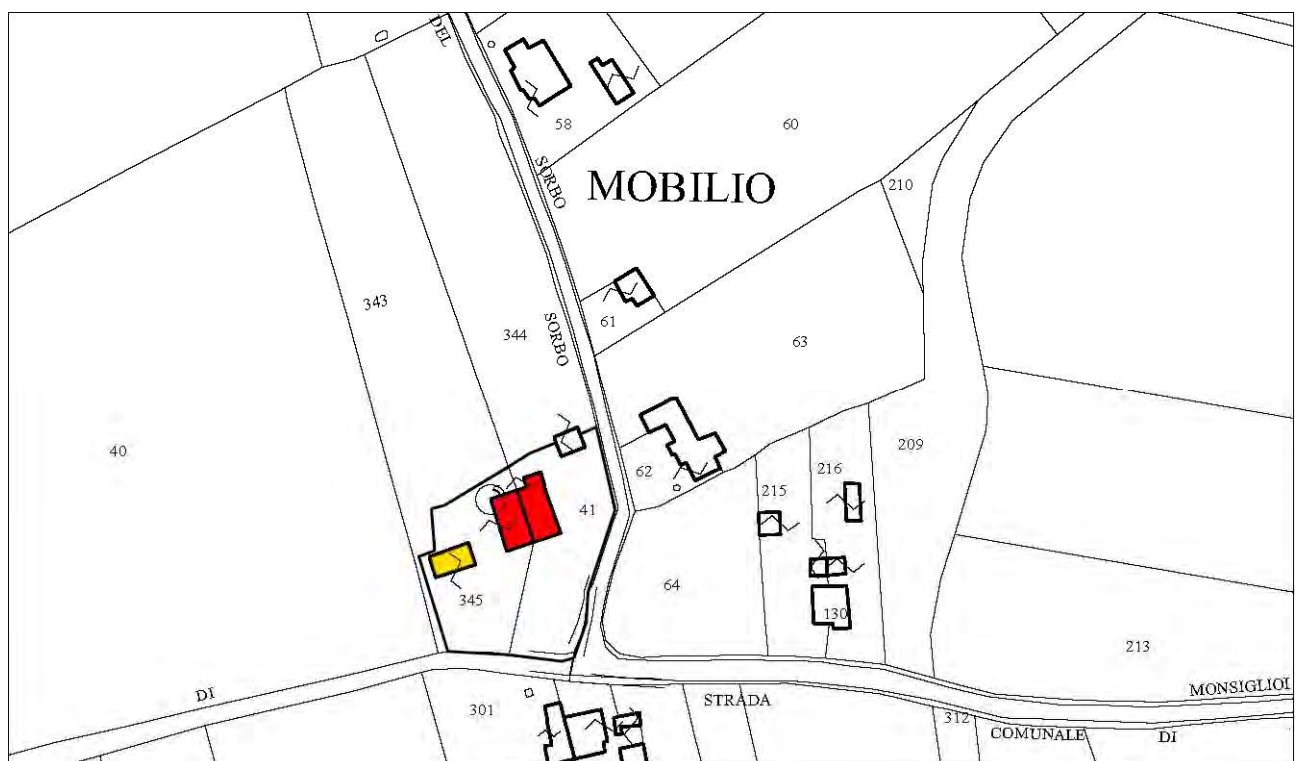 DEL
58
60
SORBO
MOBILIO
210
343
344
SORBO
61
63
40
62
209
216
215
41
64
345
130
213
DI
301
STRADA
MONSIGLIOI
312
COMUNALE
DI